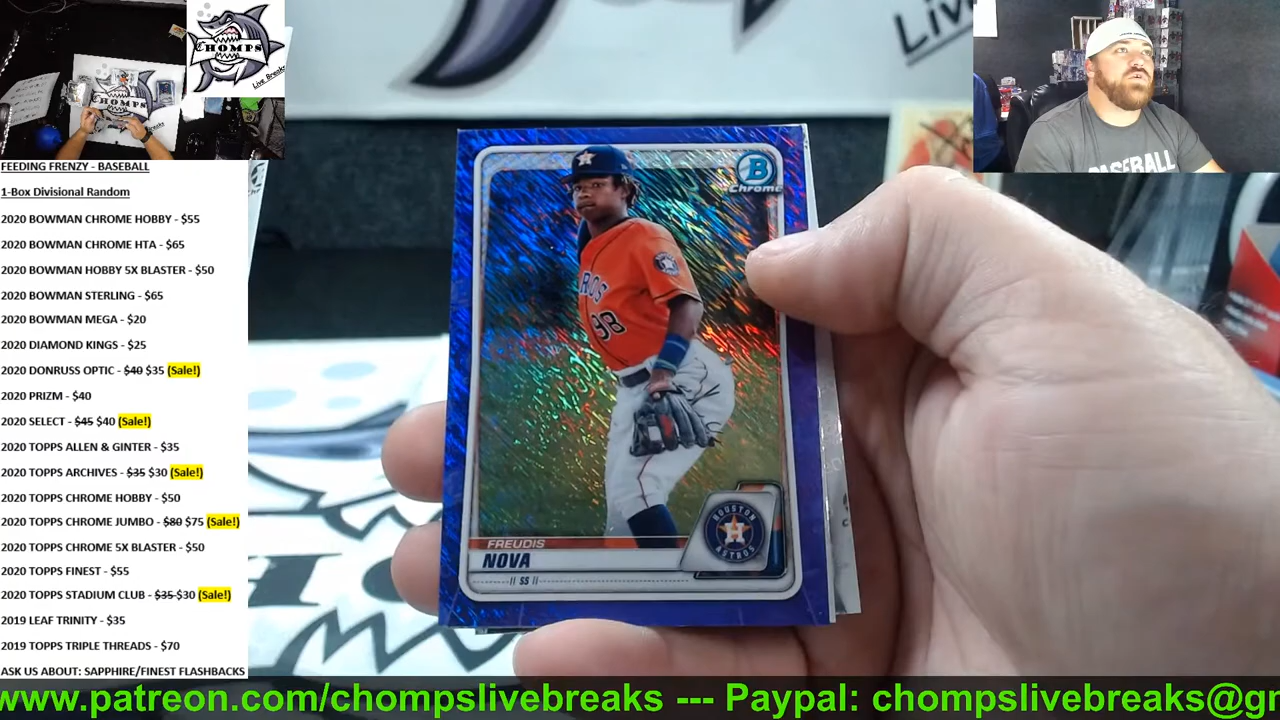 CHOMPS
Live Breaks
CHOMPS
Live
BASEBALL
FEEDING FRENZY - BASEBALL
1-Box Divisional Random
2020 BOWMAN CHROME HOBBY - $55
2020 BOWMAN CHROME HTA - $65
2020 BOWMAN HOBBY 5X BLASTER - $50
2020 BOWMAN STERLING - $65
2020 BOWMAN MEGA - $20
2020 DIAMOND KINGS - $25
2020 DONRUSS OPTIC - $40 $35 (Sale!)
2020 PRIZM - $40
2020 SELECT - $45 $40 (Sale!)
2020 TOPPS ALLEN & GINTER - $35
2020 TOPPS ARCHIVES - $35 $30 (Sale!)
2020 TOPPS CHROME HOBBY - $50
2020 TOPPS CHROME JUMBO - $80 $75 (Sale!)
2020 TOPPS CHROME 5X BLASTER - $50
2020 TOPPS FINEST - $55
2020 TOPPS STADIUM CLUB - $35 $30 (Sale!)
2019 LEAF TRINITY - $35
2019 TOPPS TRIPLE THREADS - $70
ASK US ABOUT: SAPPHIRE/FINEST FLASHBACKS
B
Chrome
ROS
98
HOUSTON
ASTROS
FREUDIS
NOVA
|| SS ||
www.patreon.com/chompslivebreaks --- Paypal: chompslivebreaks@gr